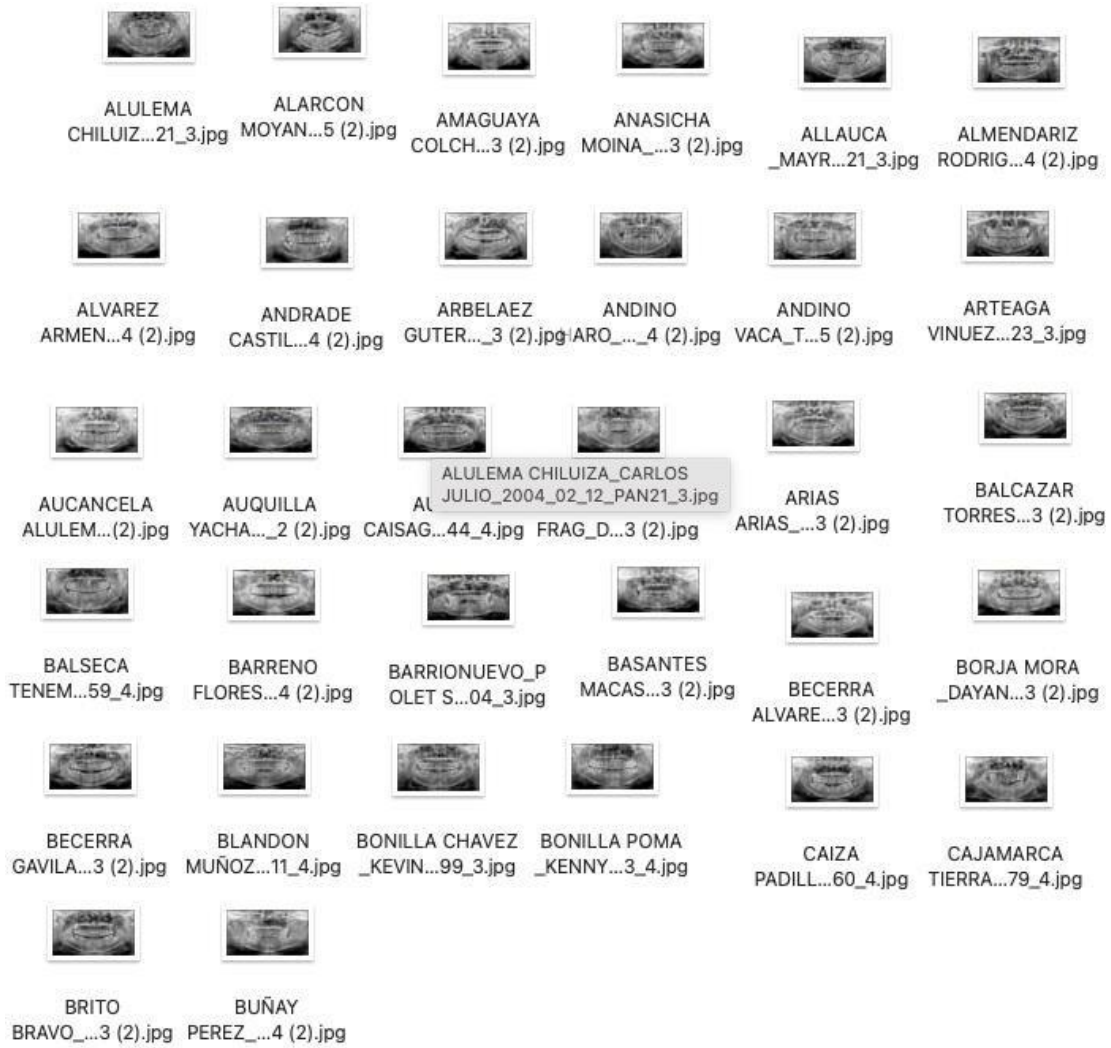 ALULEMA
CHILUIZ...21_3.jpg
ALARCON
MOYAN...5 (2).jpg
AMAGUAYA
COLCH...3 (2).jpg
ANASICHA
MOINA_...3 (2).jpg
ALLAUCA
_MAYR...21_3.jpg
ALMENDARIZ
RODRIG...4 (2).jpg
ALVAREZ
ARMEN...4 (2).jpg
ANDRADE
CASTIL...4 (2).jpg
ARBELAEZ
GUTER..._3 (2).jpg
ANDINO
HARO_..._4 (2).jpg
ANDINO
VACA_T...5 (2).jpg
ARTEAGA
VINUEZ...23_3.jpg
AUCANCELA
ALULEM...(2).jpg
AUQUILLA
YACHA..._2 (2).jpg
AU
CAISAG...44_4.jpg
FRAG_D...3 (2).jpg
ALULEMA CHILUIZA_CARLOS
JULIO_2004_02_12_PAN21_3.jpg
ARIAS
ARIAS_...3 (2).jpg
BALCAZAR
TORRES...3 (2).jpg
BALSECA
TENEM...59_4.jpg
BARRENO
FLORES...4 (2).jpg
BARRIONUEVO_P
OLET S...04_3.jpg
BASANTES
MACAS...3 (2).jpg
BECERRA
ALVARE...3 (2).jpg
BORJA MORA
_DAYAN...3 (2).jpg
BECERRA
GAVILA...3 (2).jpg
BLANDON
MUÑOZ...11_4.jpg
BONILLA CHAVEZ
_KEVIN...99_3.jpg
BONILLA POMA
_KENNY...3_4.jpg
CAIZA
PADILL...60_4.jpg
CAJAMARCA
TIERRA...79_4.jpg
BRITO
BRAVO_...3 (2).jpg
BUÑAY
PEREZ_...4 (2).jpg